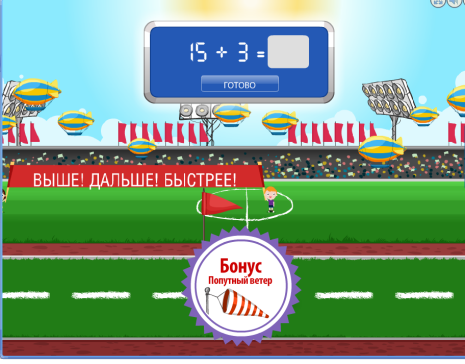 15 + 3 =
ГОТОВО
ВЫШЕ! ДАЛЬШЕ! БЫСТРЕЕ!
Бонус
Попутный ветер